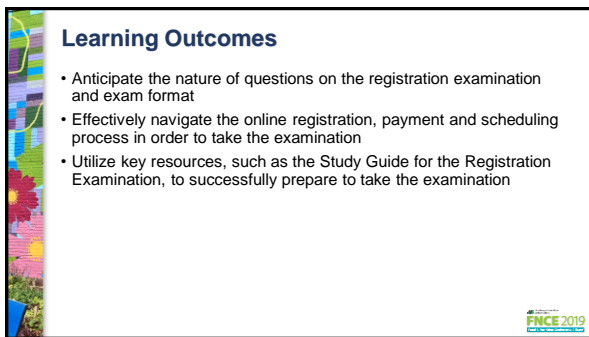 Learning Outcomes
• Anticipate the nature of questions on the registration examination
and exam format
• Effectively navigate the online registration, payment and scheduling
process in order to take the examination
• Utilize key resources, such as the Study Guide for the Registration
Examination, to successfully prepare to take the examination
FNCE 2019